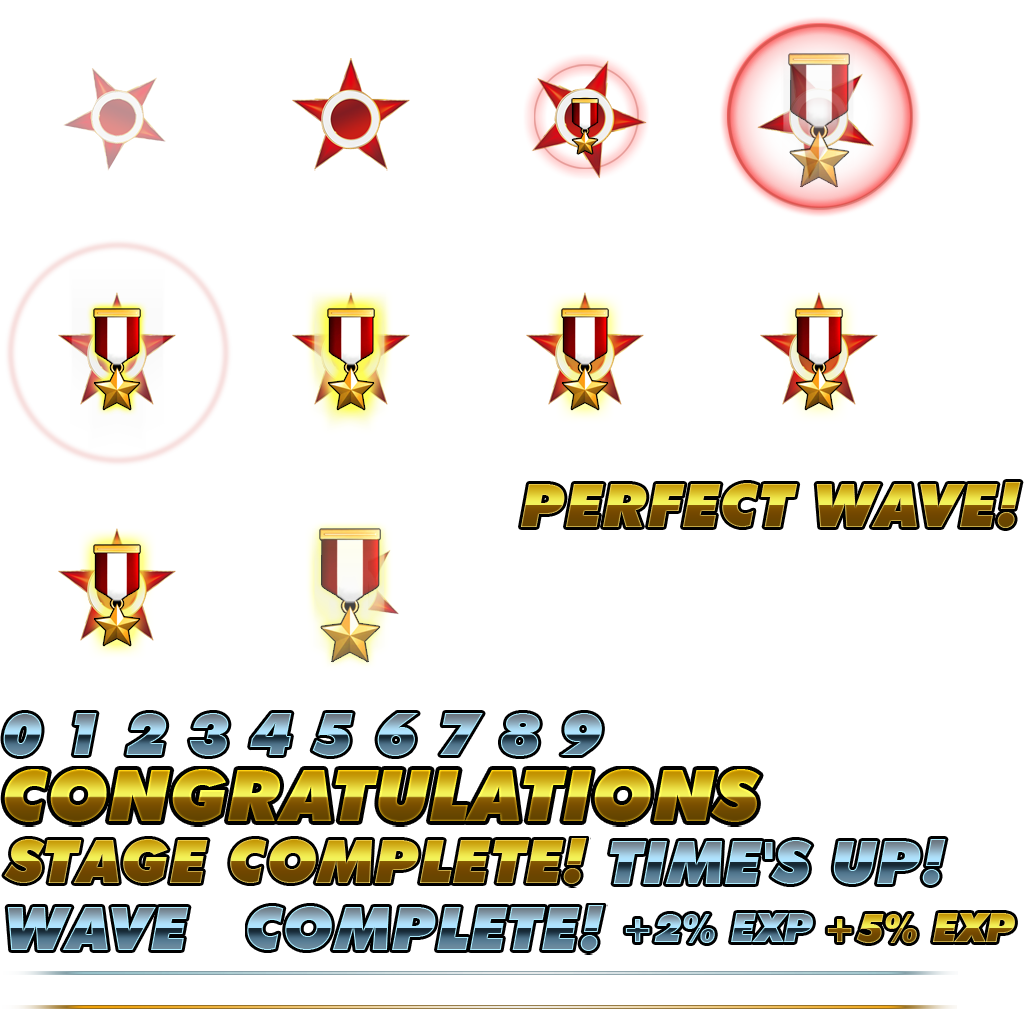 PERFECT WAVE!
0 1 2 3 4 5 6 7 8 9
CONGRATULATIONS
STAGE COMPLETE! TIME'S UP!
WAVE COMPLETE! +2% EXP +5% EXP